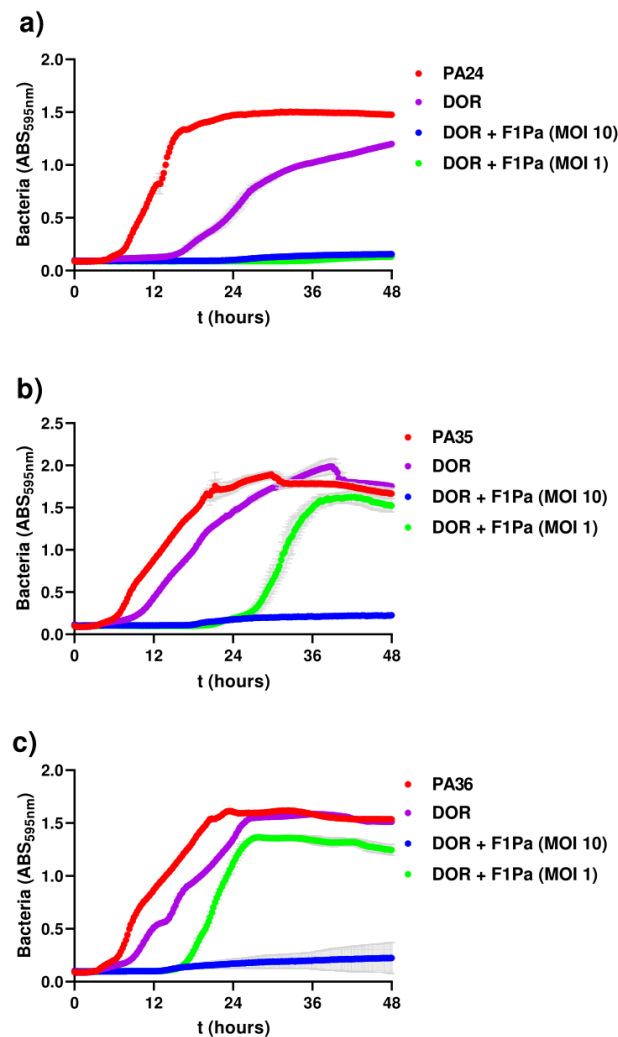 a)
2.0
1.5
1.0
0.5
0.0
Bacteria (ABS595nm)
0 12 24 36 48
t (hours)
PA24
DOR
DOR + F1Pa (MOI 10)
DOR + F1Pa (MOI 1)
b)
2.5
2.0
1.5
1.0
0.5
0.0
Bacteria (ABS595nm)
0 12 24 36 48
t (hours)
PA35
DOR
DOR + F1Pa (MOI 10)
DOR + F1Pa (MOI 1)
c)
2.0
1.5
1.0
0.5
0.0
Bacteria (ABS595nm)
0 12 24 36 48
t (hours)
PA36
DOR
DOR + F1Pa (MOI 10)
DOR + F1Pa (MOI 1)